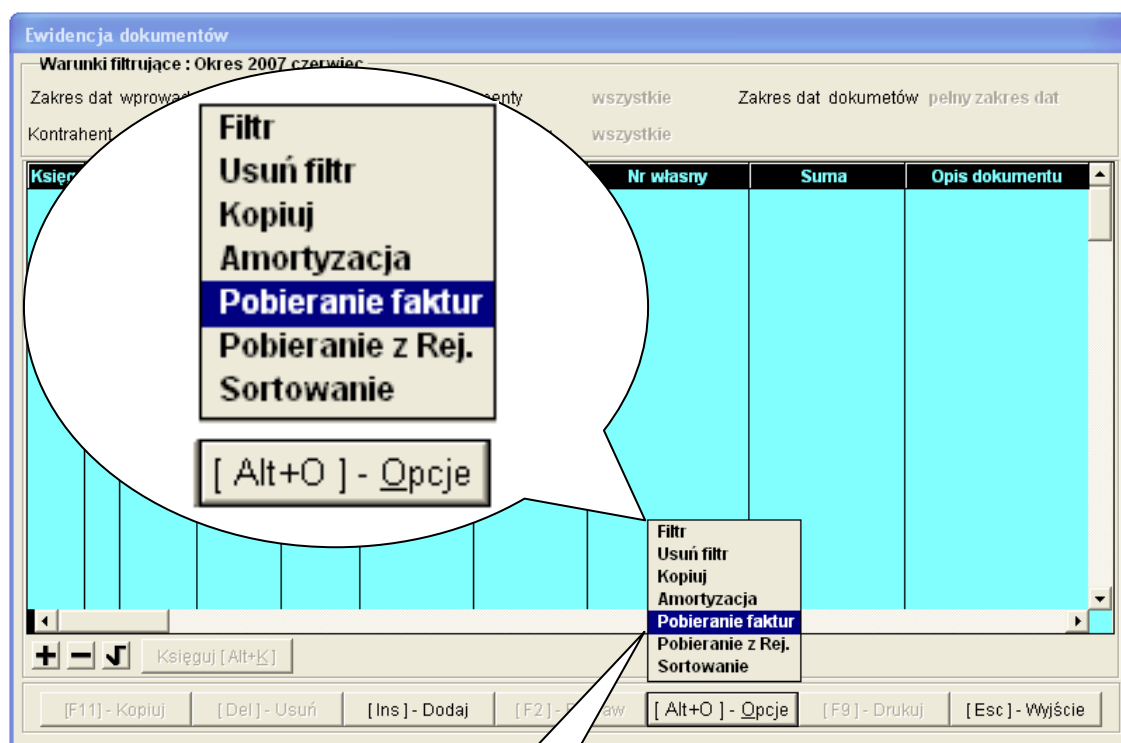 Ewidencja dokumentów
Warunki filtrujące : Okres 2007 czerwiec
Zakres dat wszystkie Zakres dat dokumetów pełny zakres dat
Kontrahent wszystkie
Nr własny Suma Opis dokumentu
Filtr
Usuń filtr
Kopiuj
Amortyzacja
Pobieranie faktur
Pobieranie z Rej.
Sortowanie
[ Alt+O ] - Opcje
Filtr
Usuń filtr
Kopiuj
Amortyzacja
Pobieranie faktur
Pobieranie z Rej.
Sortowanie
Księguj [ Alt+K ]
[F11] - Kopiuj [ Del ] - Usuń [ Ins ] - Dodaj [ F2 ] - [ Alt+O ] - Opcje [ F9 ] - Drukuj [ Esc ] - Wyjście